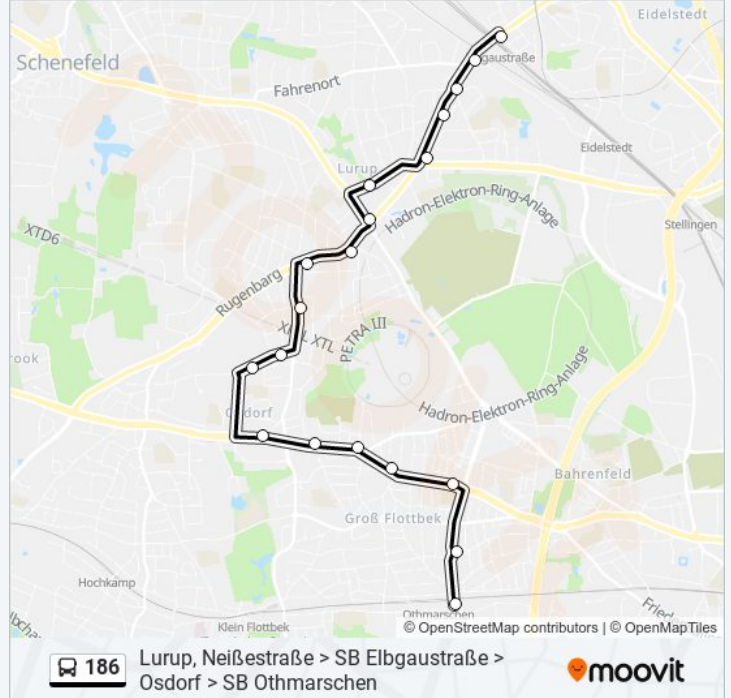 Eidelstedt
Schenefeld
gaustraße
Fahrenort
Eidelstedt
Lurup
Hadron-Elektron-Ring-Anlage
Stellingen
XTD6
Rugenbarg
XTL
PETRA III
rook
Hadron-Elektron-Ring-Anlage
dorf
Bahrenfeld
Groß Flottbek
Hochkamp
Othmarschen
Klein Flottbek
© OpenStreetMap contributors | © OpenMapTiles
186
Lurup, Neißestraße > SB Elbgaustraße >
Osdorf > SB Othmarschen
moovit